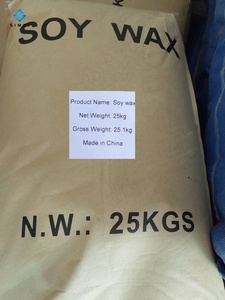 SOY WAX
Product Name: Soy wax
Net Weight: 25kg
Gross Weight: 25.1kg
Made in China
N.W.: 25KGS